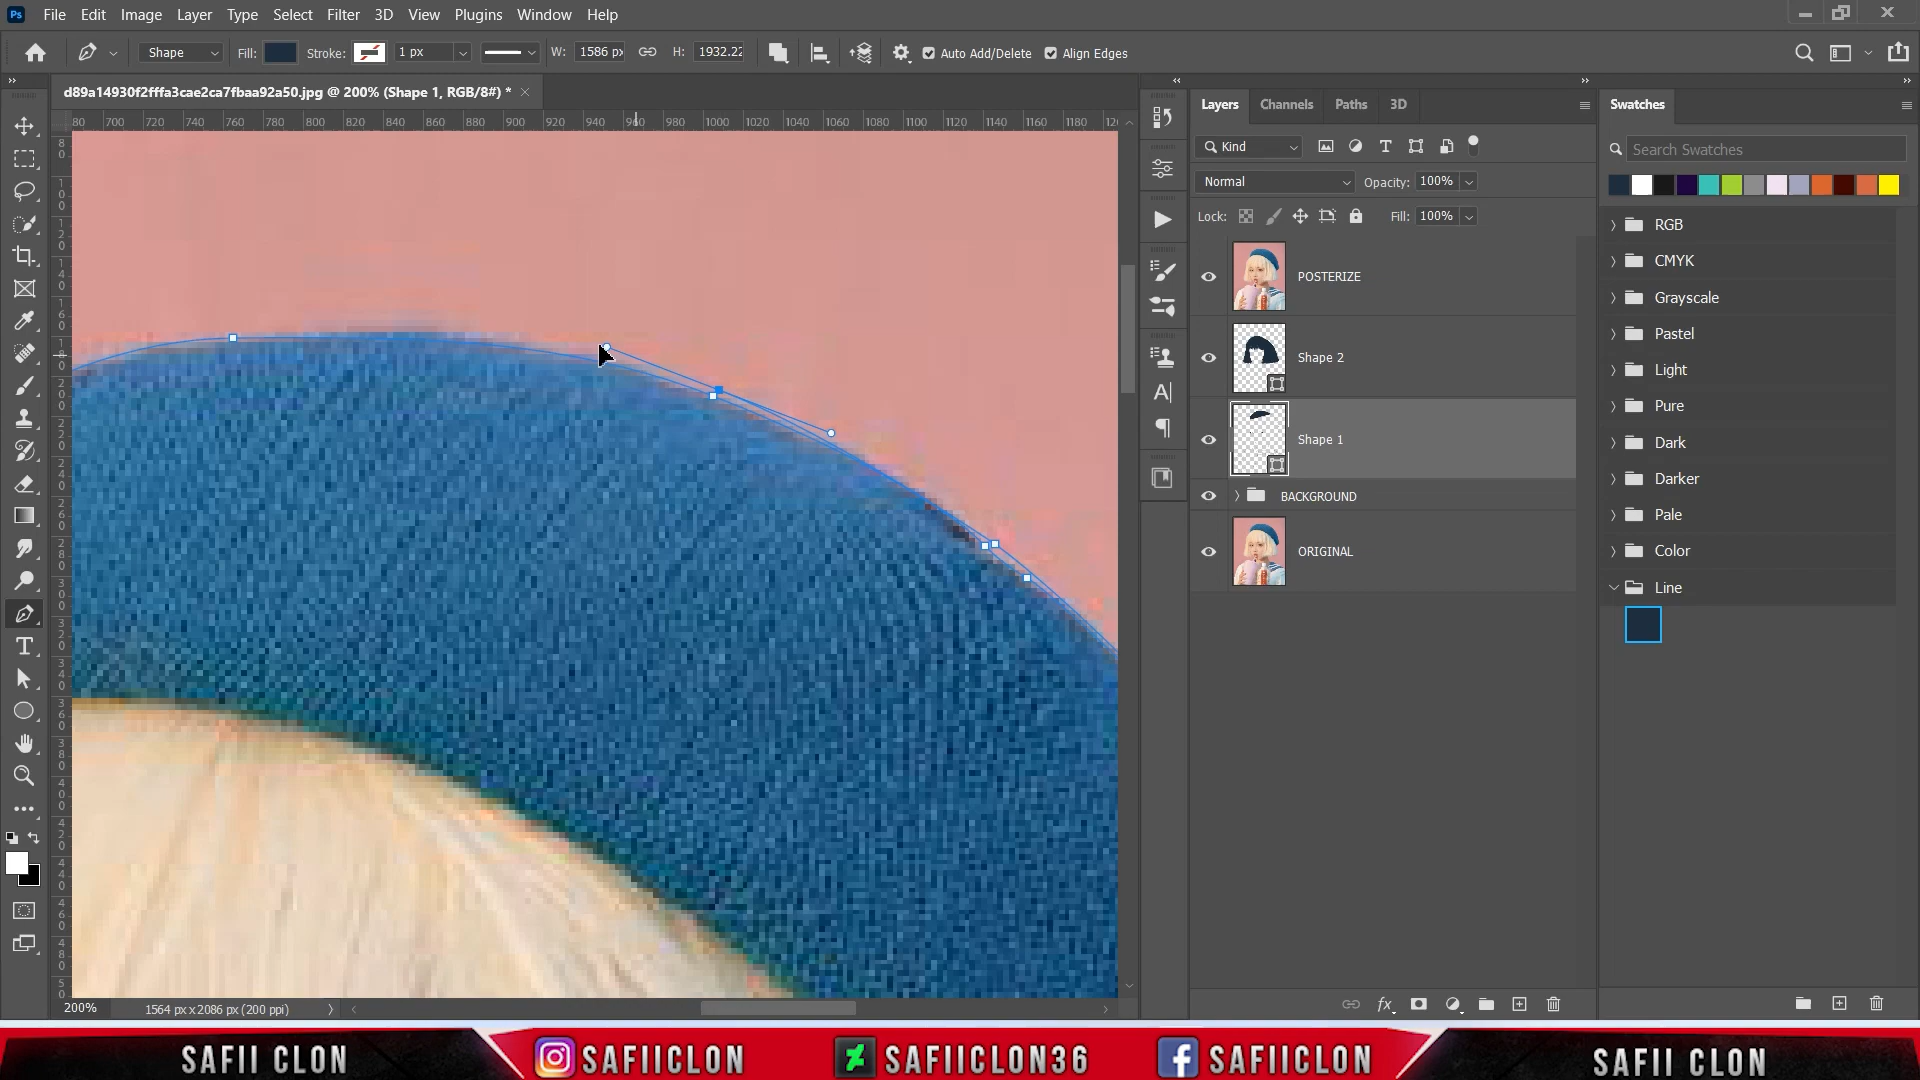 Ps File Edit Image Layer Type Select Filter 3D View Plugins Window Help
Shape Fill: Stroke: 1 px W: 1586 px H: 1932.22 Auto Add/Delete Align Edges
d89a14930f2fffa3cae2ca7fbaa92a50.jpg @ 200% (Shape 1, RGB/8#) *
80 700 720 740 760 780 800 820 840 860 880 900 920 940 960 980 1000 1020 1040 1060 1080 1100 1120 1140 1160 1180
Layers Channels Paths 3D
Kind
Normal Opacity: 100%
Lock: Fill: 100%
POSTERIZE
Shape 2
Shape 1
BACKGROUND
ORIGINAL
Swatches
Search Swatches
RGB
CMYK
Grayscale
Pastel
Light
Pure
Dark
Darker
Pale
Color
Line
200% 1564 px x 2086 px (200 ppi)
SAFII CLON SAFIICLON SAFIICLON36 SAFIICLON SAFII CLON